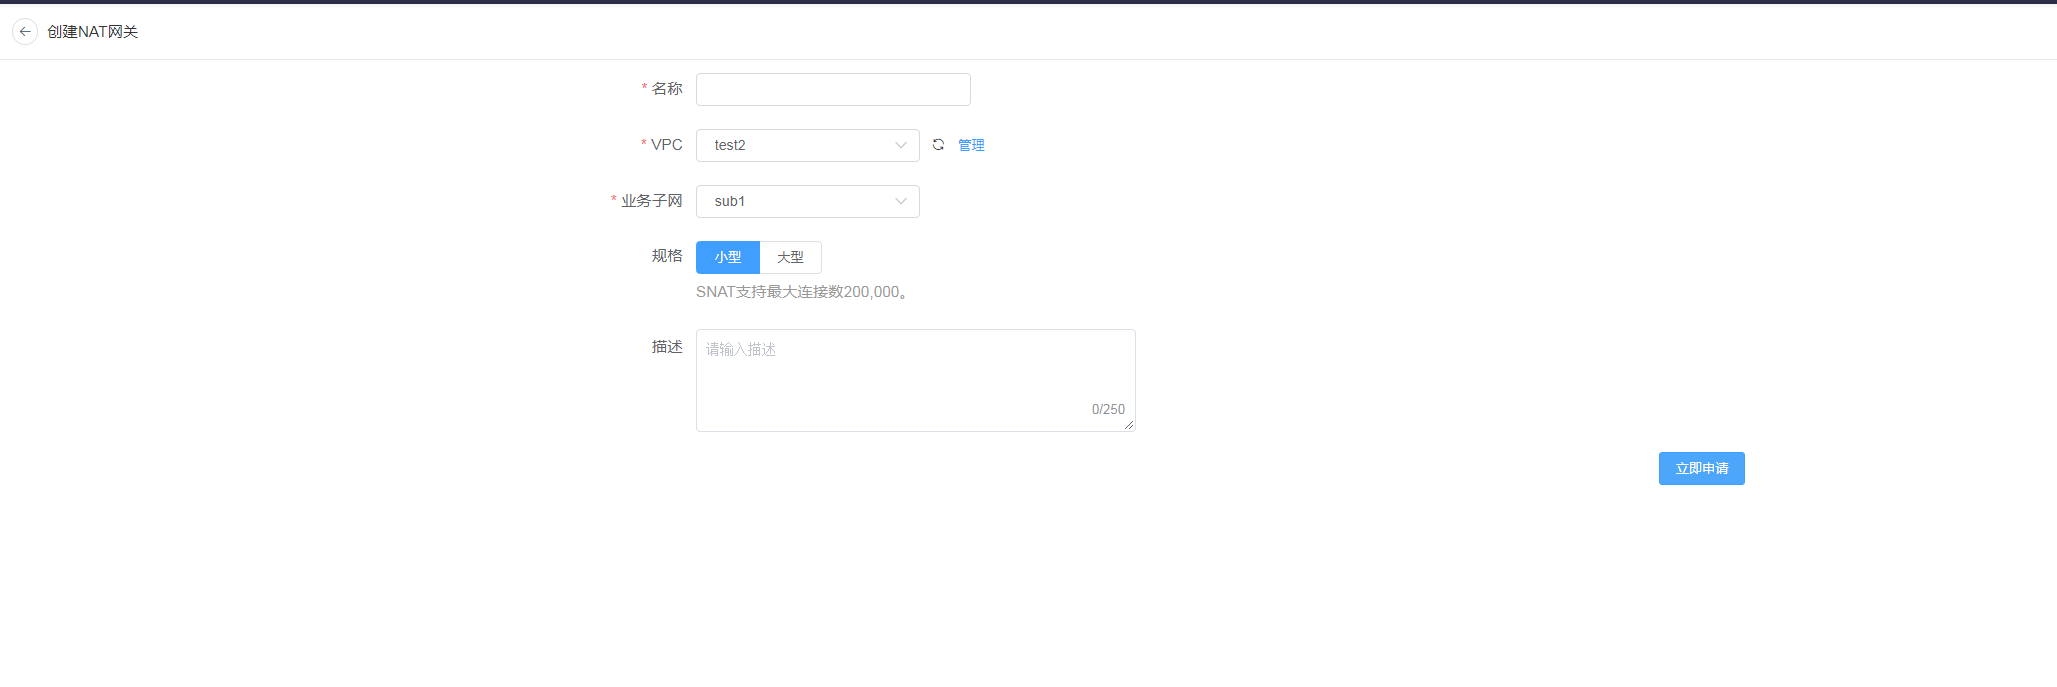 创建NAT网关
* 名称
* VPC test2 管理
* 业务子网 sub1
规格 小型 大型
SNAT支持最大连接数200,000。
描述 请输入描述
0/250
立即申请